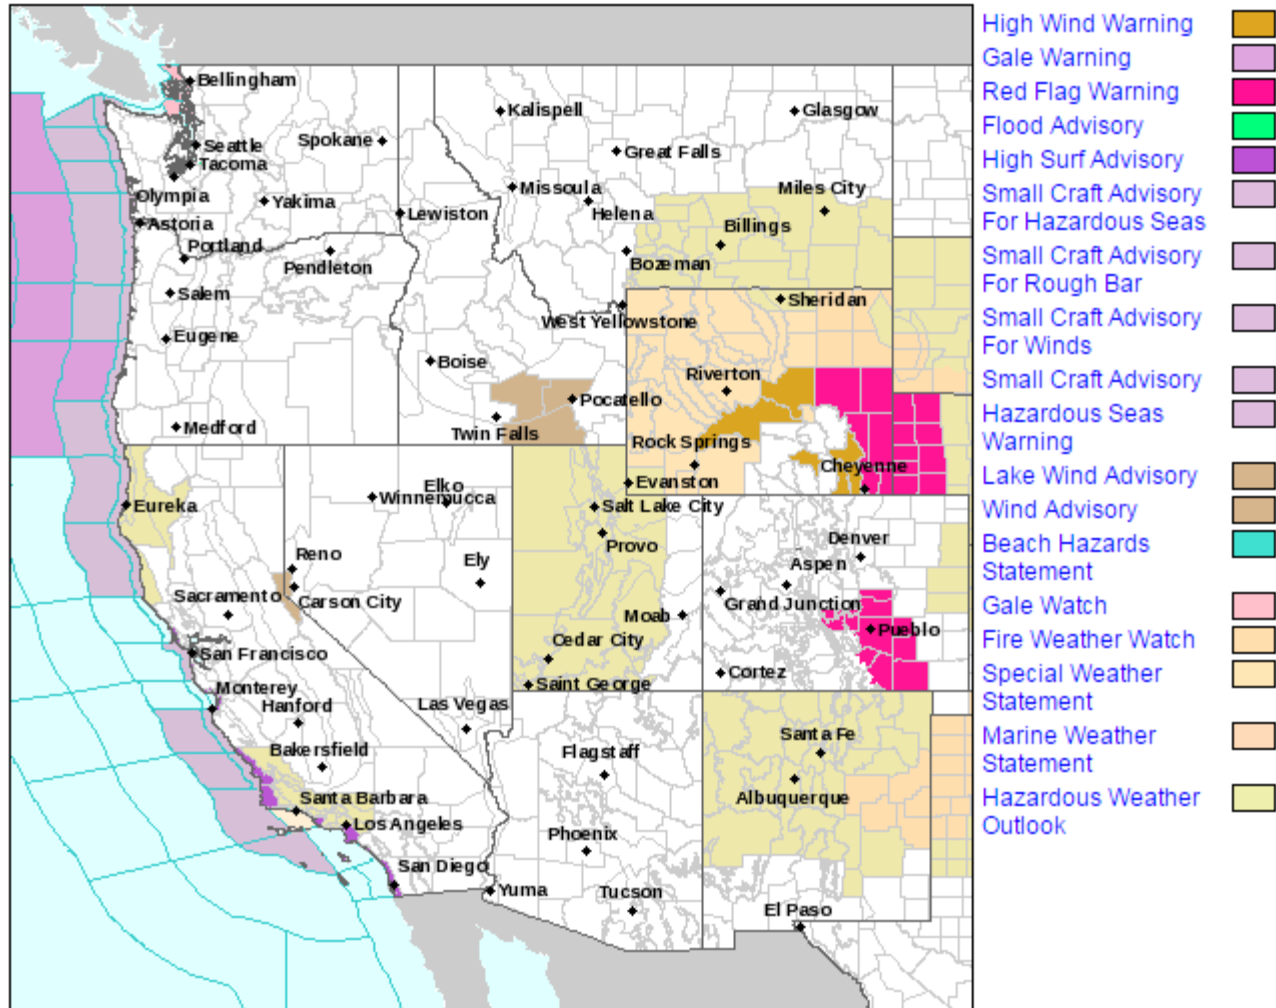 High Wind Warning
Gale Warning
Red Flag Warning
Flood Advisory
High Surf Advisory
Small Craft Advisory
For Hazardous Seas
Small Craft Advisory
For Rough Bar
Small Craft Advisory
For Winds
Small Craft Advisory
Hazardous Seas
Warning
Lake Wind Advisory
Wind Advisory
Beach Hazards
Statement
Gale Watch
Fire Weather Watch
Special Weather
Statement
Marine Weather
Statement
Hazardous Weather
Outlook
Bellingham
Kalispell
Glasgow
Seattle
Spokane
Great Falls
Tacoma
Olympia
Missoula
Miles City
Yakima
Helena
Lewiston
Astoria
Billings
Portland
Pendleton
Bozeman
Salem
Sheridan
West Yellowstone
Eugene
Boise
Riverton
Pocatello
Medford
Twin Falls
Rock Springs
Cheyenne
Evanston
Elko
Winnemucca
Eureka
Salt Lake City
Provo
Denver
Reno
Ely
Aspen
Sacramento
Carson City
Grand Junction
Moab
Pueblo
Cedar City
San Francisco
Cortez
Saint George
Monterey
Hanford
Las Vegas
Santa Fe
Bakersfield
Flagstaff
Santa Barbara
Albuquerque
Los Angeles
Phoenix
San Diego
Yuma
Tucson
El Paso